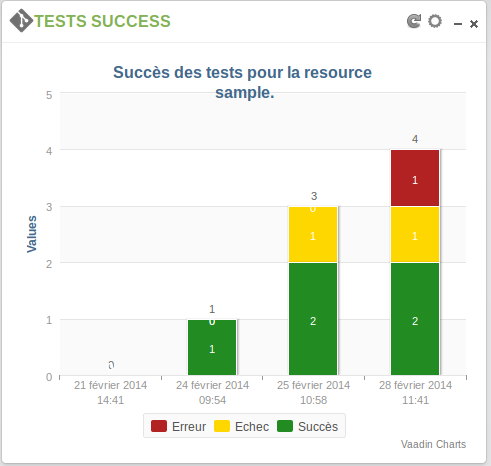 TESTS SUCCESS
Succès des tests pour la resource
sample.
Values
5
4
3
2
1
0
0
1
0
1
3
0
1
2
4
1
1
2
21 février 2014
14:41
24 février 2014
09:54
25 février 2014
10:58
28 février 2014
11:41
Erreur Echec Succès
Vaadin Charts